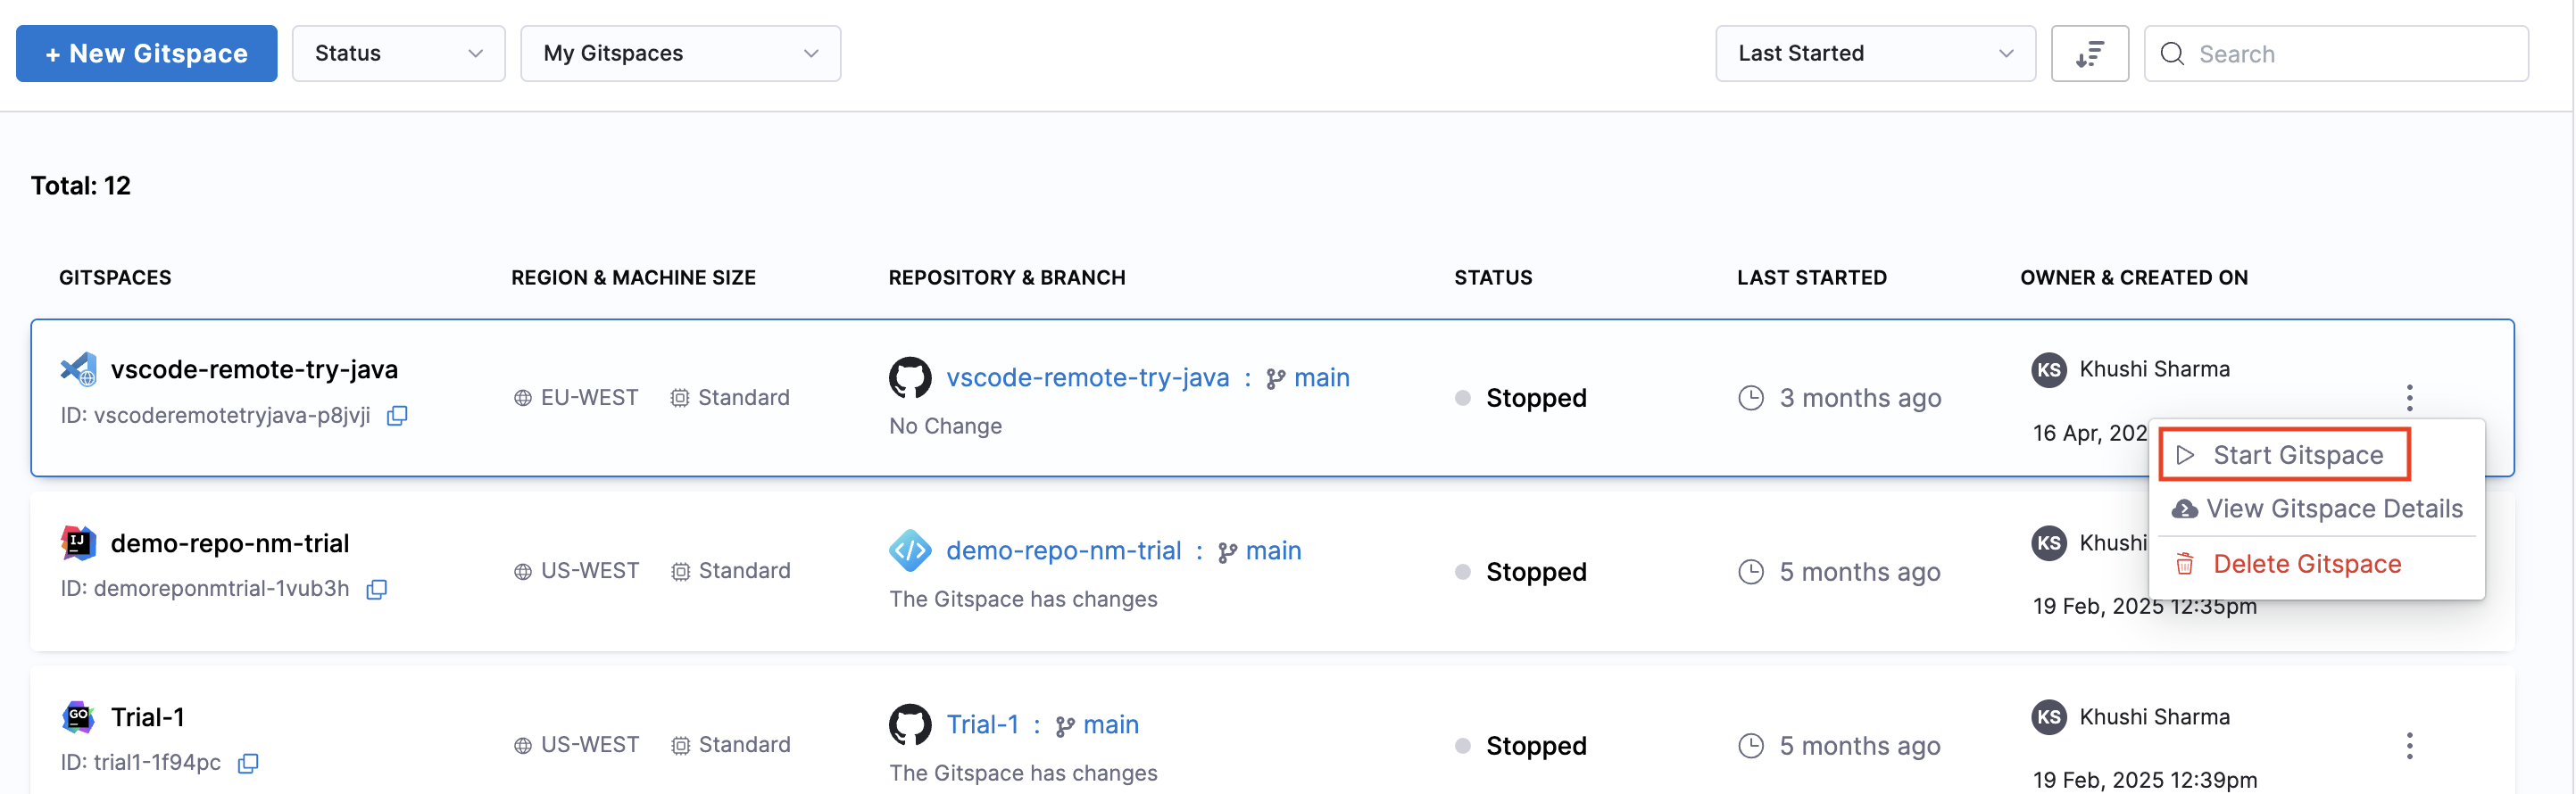 + New Gitspace
Status
My Gitspaces
Last Started
Search
Total: 12
GITSPACES
REGION & MACHINE SIZE
REPOSITORY & BRANCH
STATUS
LAST STARTED
OWNER & CREATED ON
vscode-remote-try-java
ID: vscoderemotetryjava-p8jvji
EU-WEST
Standard
vscode-remote-try-java : main
No Change
Stopped
3 months ago
KS Khushi Sharma
16 Apr, 202
Start Gitspace
View Gitspace Details
Delete Gitspace
IJ
demo-repo-nm-trial
ID: demoreponmtrial-1vub3h
US-WEST
Standard
demo-repo-nm-trial : main
The Gitspace has changes
Stopped
5 months ago
KS Khushi
19 Feb, 2025 12:35pm
GO
Trial-1
ID: trial1-1f94pc
US-WEST
Standard
Trial-1 : main
The Gitspace has changes
Stopped
5 months ago
KS Khushi Sharma
19 Feb, 2025 12:39pm